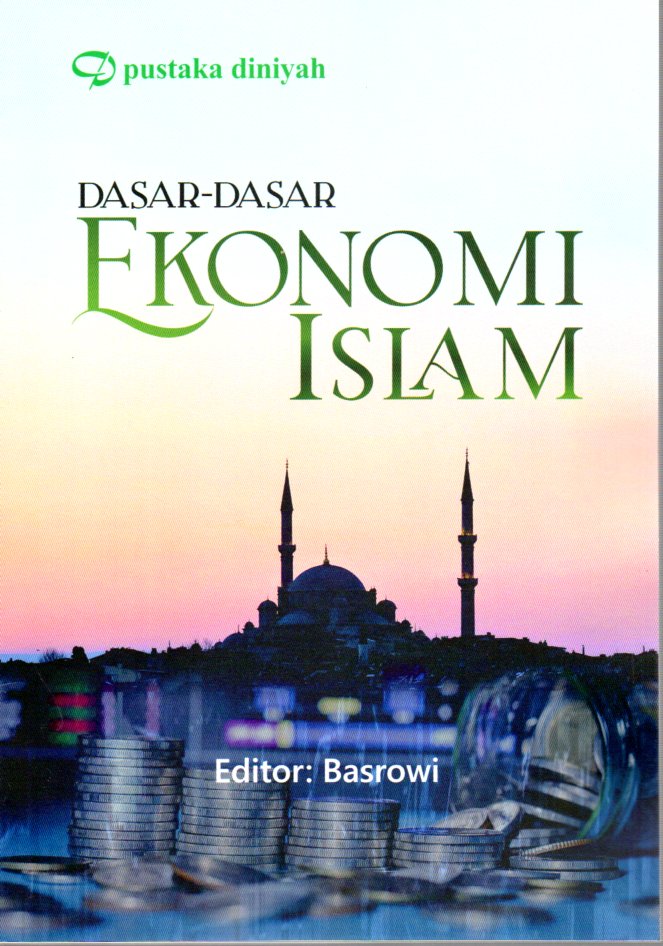 pustaka diniyah
DASAR-DASAR
EKONOMI
ISLAM
Editor: Basrowi